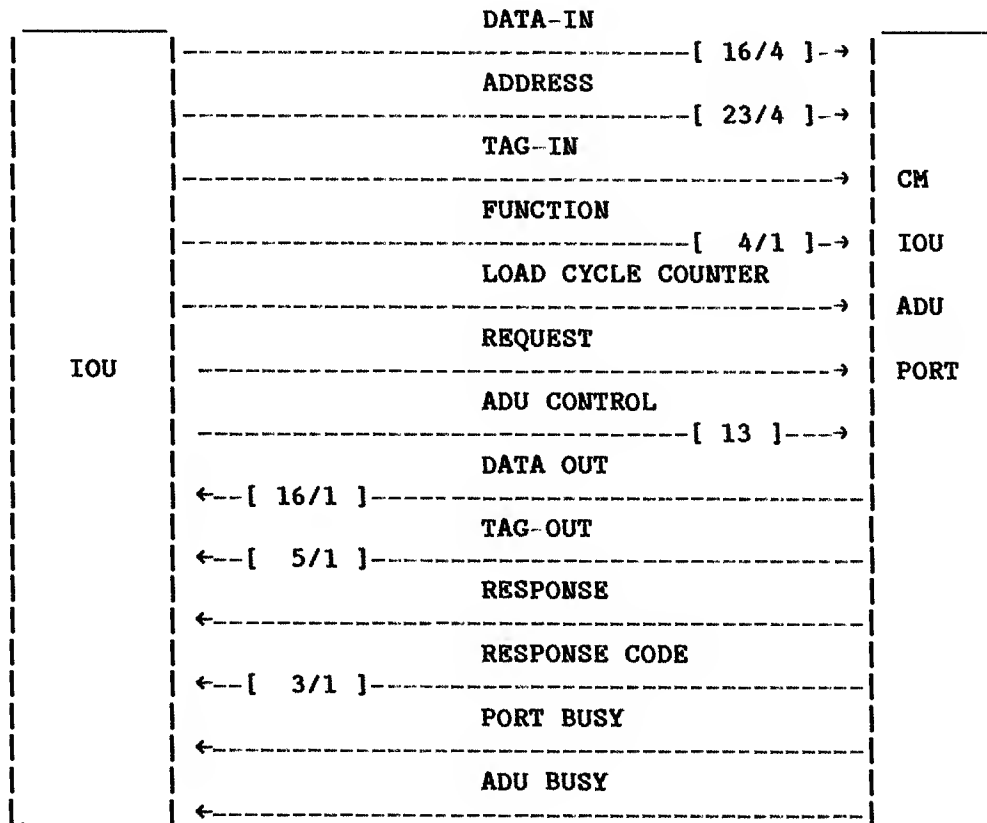 DATA-IN
[ 16/4 ]
ADDRESS
[ 23/4 ]
TAG-IN
CM
FUNCTION
[ 4/1 ] IOU
LOAD CYCLE COUNTER
ADU
REQUEST
IOU PORT
ADU CONTROL
[ 13 ]
DATA OUT
[ 16/1 ]
TAG-OUT
[ 5/1 ]
RESPONSE
RESPONSE CODE
[ 3/1 ]
PORT BUSY
ADU BUSY